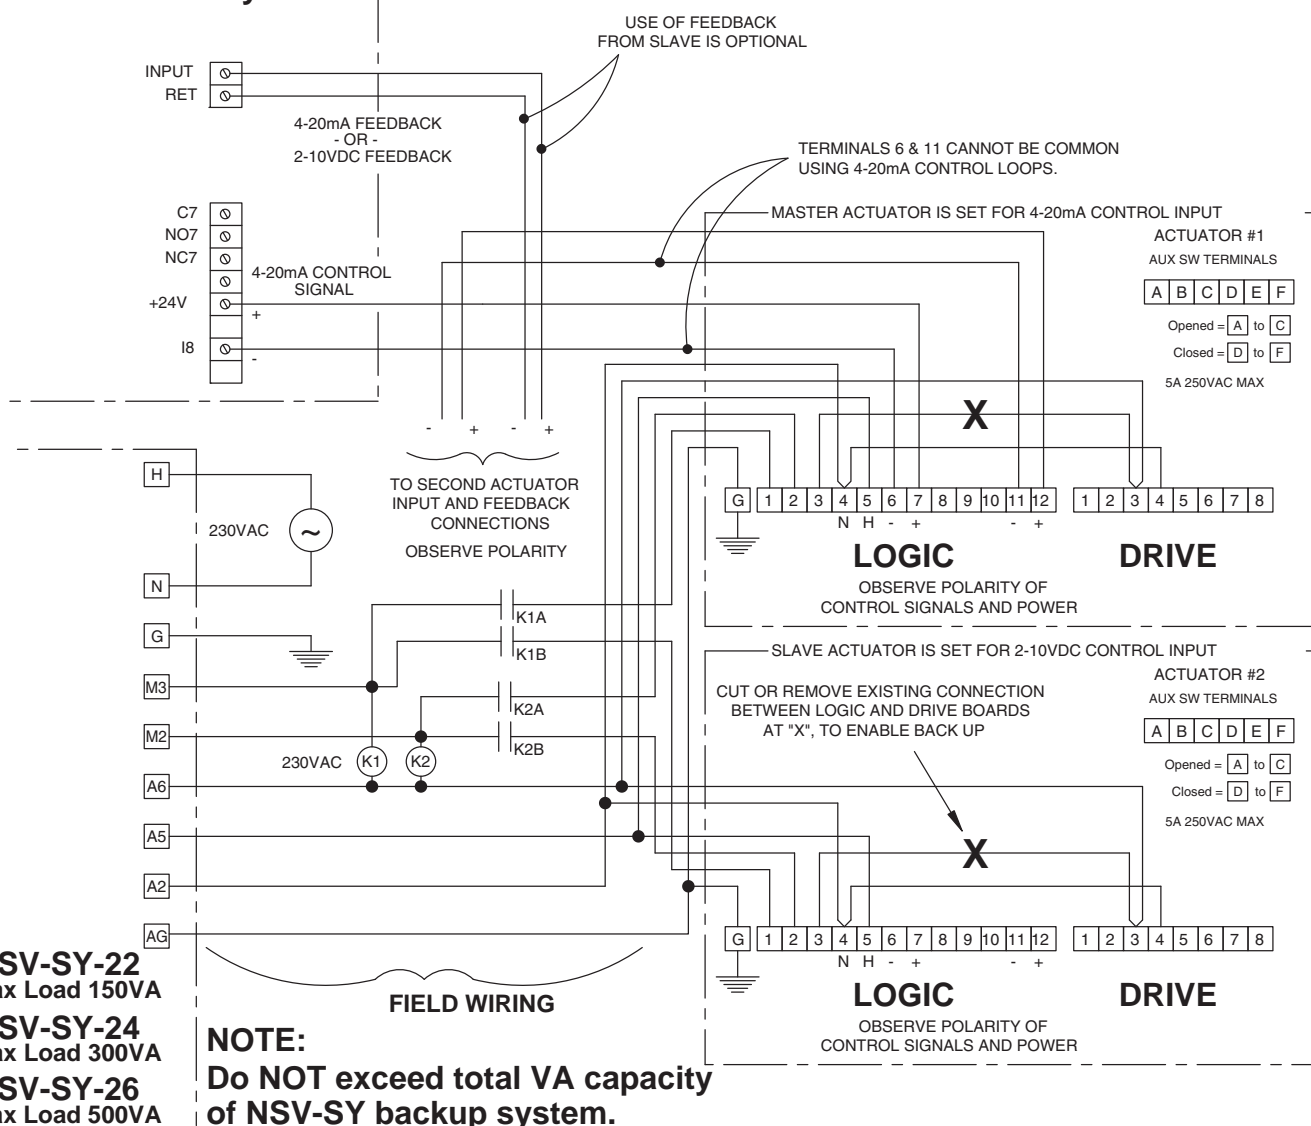 USE OF FEEDBACK
FROM SLAVE IS OPTIONAL
INPUT
RET
4-20mA FEEDBACK
- OR -
2-10VDC FEEDBACK
TERMINALS 6 & 11 CANNOT BE COMMON
USING 4-20mA CONTROL LOOPS.
C7
NO7
NC7
+24V
I8
4-20mA CONTROL
SIGNAL
+
-
MASTER ACTUATOR IS SET FOR 4-20mA CONTROL INPUT
ACTUATOR #1
AUX SW TERMINALS
A B C D E F
Opened = A to C
Closed = D to F
5A 250VAC MAX
X
- + - +
TO SECOND ACTUATOR
INPUT AND FEEDBACK
CONNECTIONS
OBSERVE POLARITY
G 1 2 3 4 5 6 7 8 9 10 11 12
N H - + - +
1 2 3 4 5 6 7 8
LOGIC
DRIVE
OBSERVE POLARITY OF
CONTROL SIGNALS AND POWER
H
230VAC
~
N
G
M3
M2
A6
A5
A2
AG
K1A
K1B
K2A
K2B
230VAC
K1
K2
SLAVE ACTUATOR IS SET FOR 2-10VDC CONTROL INPUT
ACTUATOR #2
AUX SW TERMINALS
A B C D E F
Opened = A to C
Closed = D to F
5A 250VAC MAX
CUT OR REMOVE EXISTING CONNECTION
BETWEEN LOGIC AND DRIVE BOARDS
AT "X", TO ENABLE BACK UP
X
G 1 2 3 4 5 6 7 8 9 10 11 12
N H - + - +
1 2 3 4 5 6 7 8
LOGIC
DRIVE
OBSERVE POLARITY OF
CONTROL SIGNALS AND POWER
FIELD WIRING
SV-SY-22
ax Load 150VA
SV-SY-24
ax Load 300VA
SV-SY-26
ax Load 500VA
NOTE:
Do NOT exceed total VA capacity
of NSV-SY backup system.